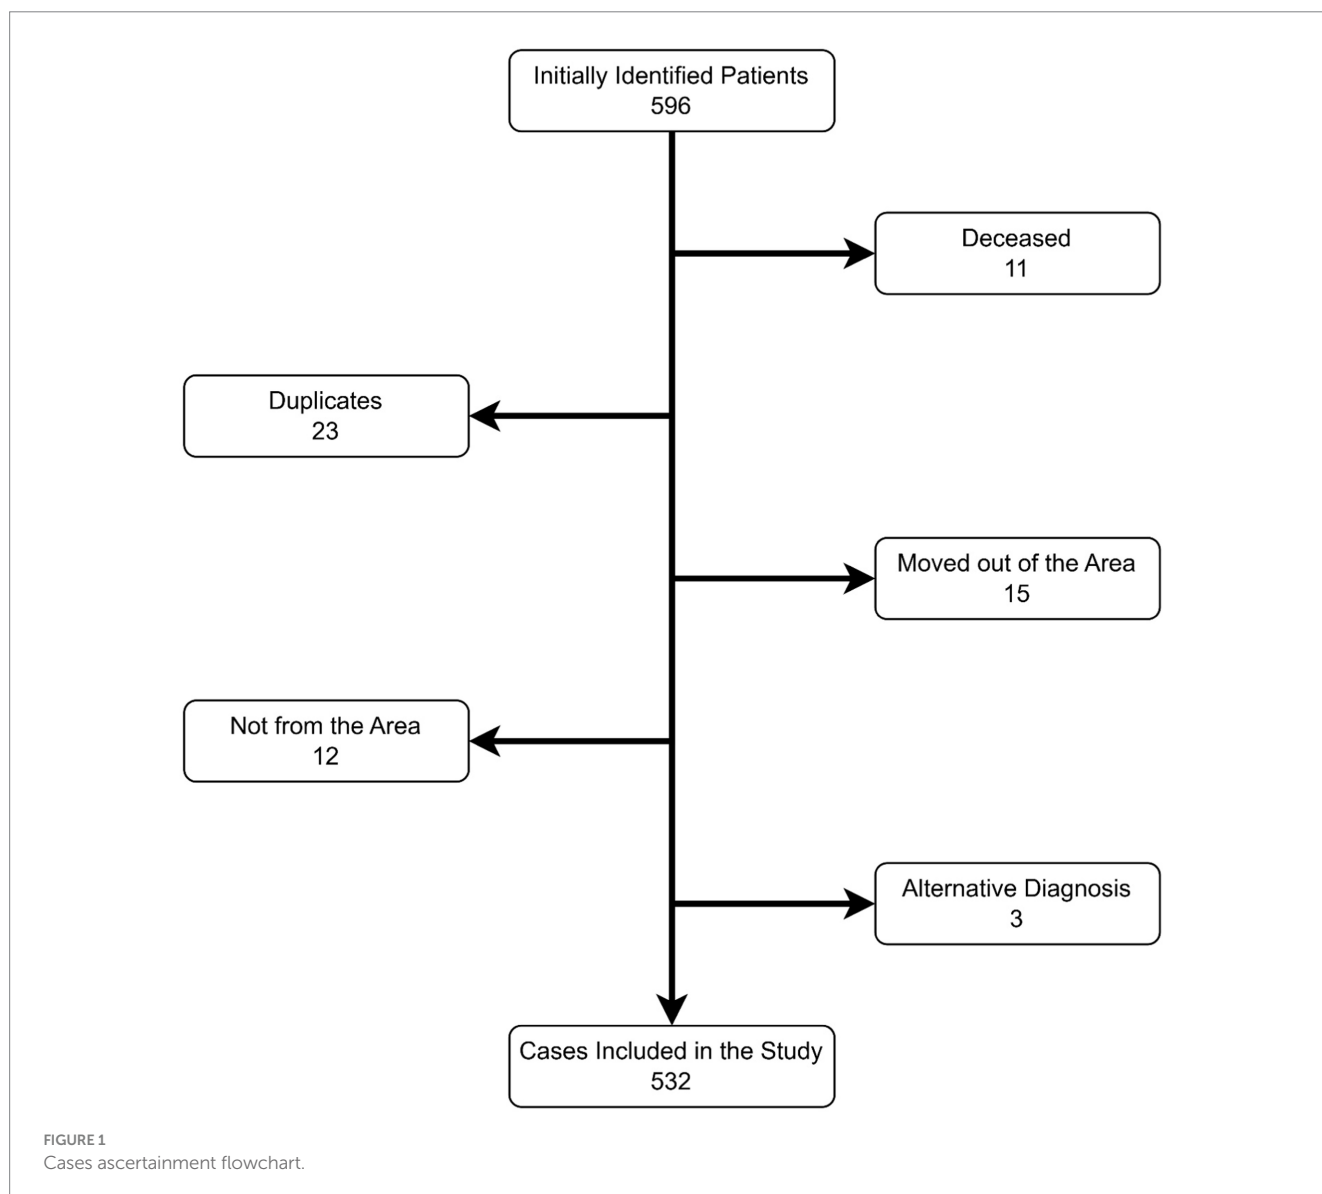 Initially Identified Patients
596
Deceased
11
Duplicates
23
Moved out of the Area
15
Not from the Area
12
Alternative Diagnosis
3
Cases Included in the Study
532
FIGURE 1
Cases ascertainment flowchart.